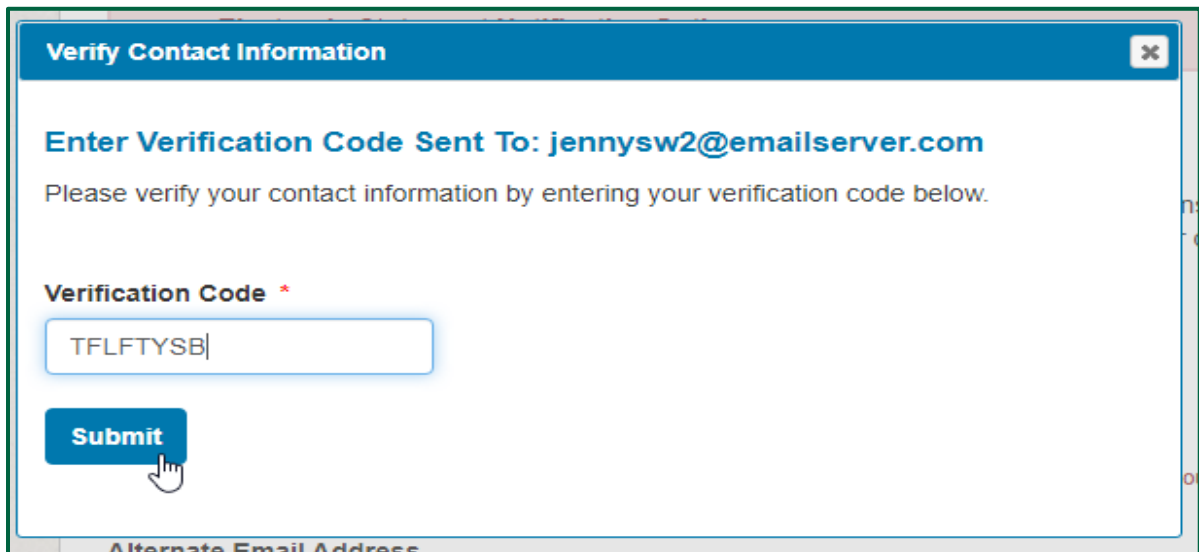 Verify Contact Information
Enter Verification Code Sent To: jennysw2@emailserver.com
Please verify your contact information by entering your verification code below.
Verification Code *
TFLFTYSB
Submit
Alternate Email Address